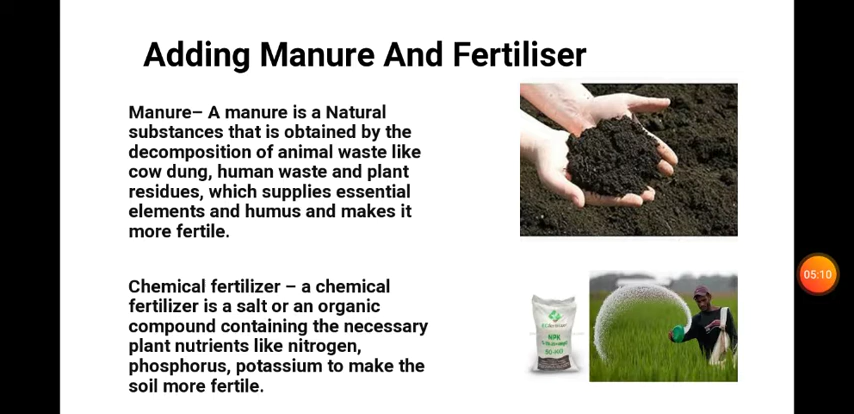 Adding Manure And Fertiliser
Manure– A manure is a Natural
substances that is obtained by the
decomposition of animal waste like
cow dung, human waste and plant
residues, which supplies essential
elements and humus and makes it
more fertile.
Chemical fertilizer – a chemical
fertilizer is a salt or an organic
compound containing the necessary
plant nutrients like nitrogen,
phosphorus, potassium to make the
soil more fertile.
NPK
05:10